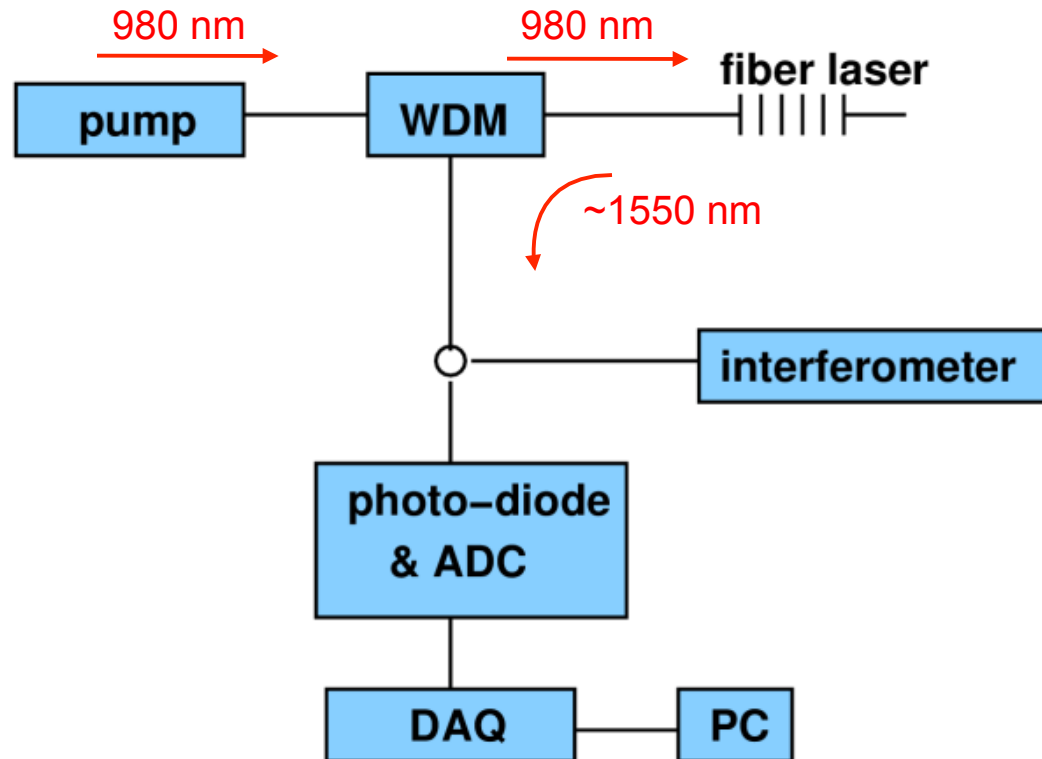 980 nm
980 nm
fiber laser
pump
WDM
~1550 nm
interferometer
photo-diode
& ADC
DAQ
PC